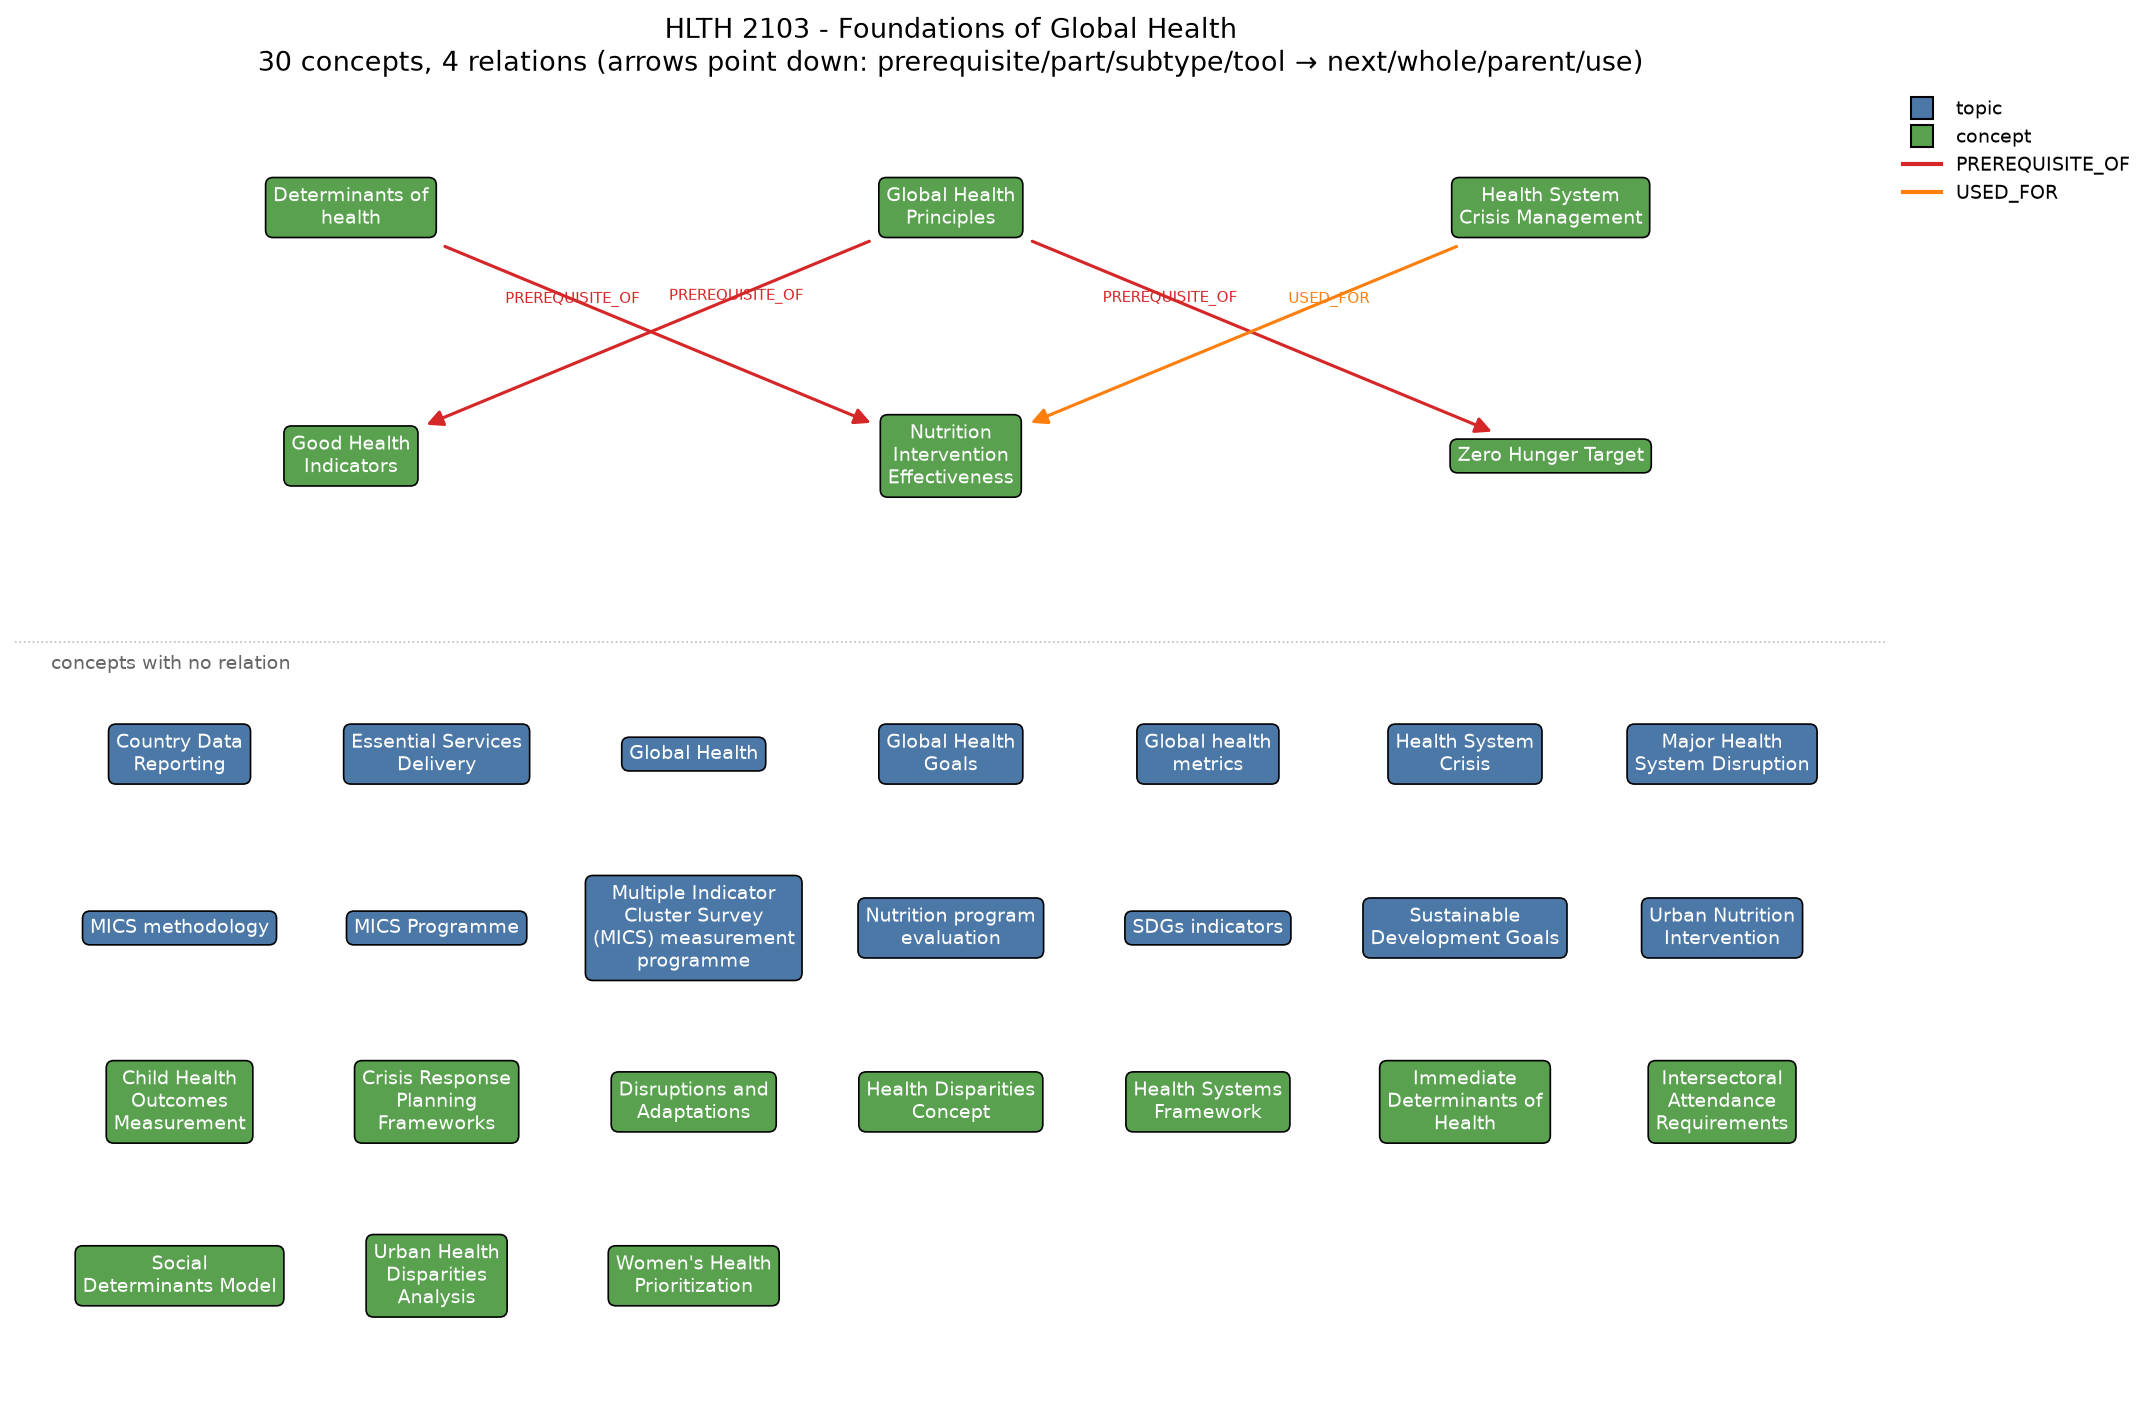 HLTH 2103 - Foundations of Global Health
30 concepts, 4 relations (arrows point down: prerequisite/part/subtype/tool → next/whole/parent/use)
topic
concept
PREREQUISITE_OF
USED_FOR
Determinants of
health
Global Health
Principles
Health System
Crisis Management
PREREQUISITE_OF
PREREQUISITE_OF
PREREQUISITE_OF
USED_FOR
Good Health
Indicators
Nutrition
Intervention
Effectiveness
Zero Hunger Target
concepts with no relation
Country Data
Reporting
Essential Services
Delivery
Global Health
Global Health
Goals
Global health
metrics
Health System
Crisis
Major Health
System Disruption
MICS methodology
MICS Programme
Multiple Indicator
Cluster Survey
(MICS) measurement
programme
Nutrition program
evaluation
SDGs indicators
Sustainable
Development Goals
Urban Nutrition
Intervention
Child Health
Outcomes
Measurement
Crisis Response
Planning
Frameworks
Disruptions and
Adaptations
Health Disparities
Concept
Health Systems
Framework
Immediate
Determinants of
Health
Intersectoral
Attendance
Requirements
Social
Determinants Model
Urban Health
Disparities
Analysis
Women's Health
Prioritization